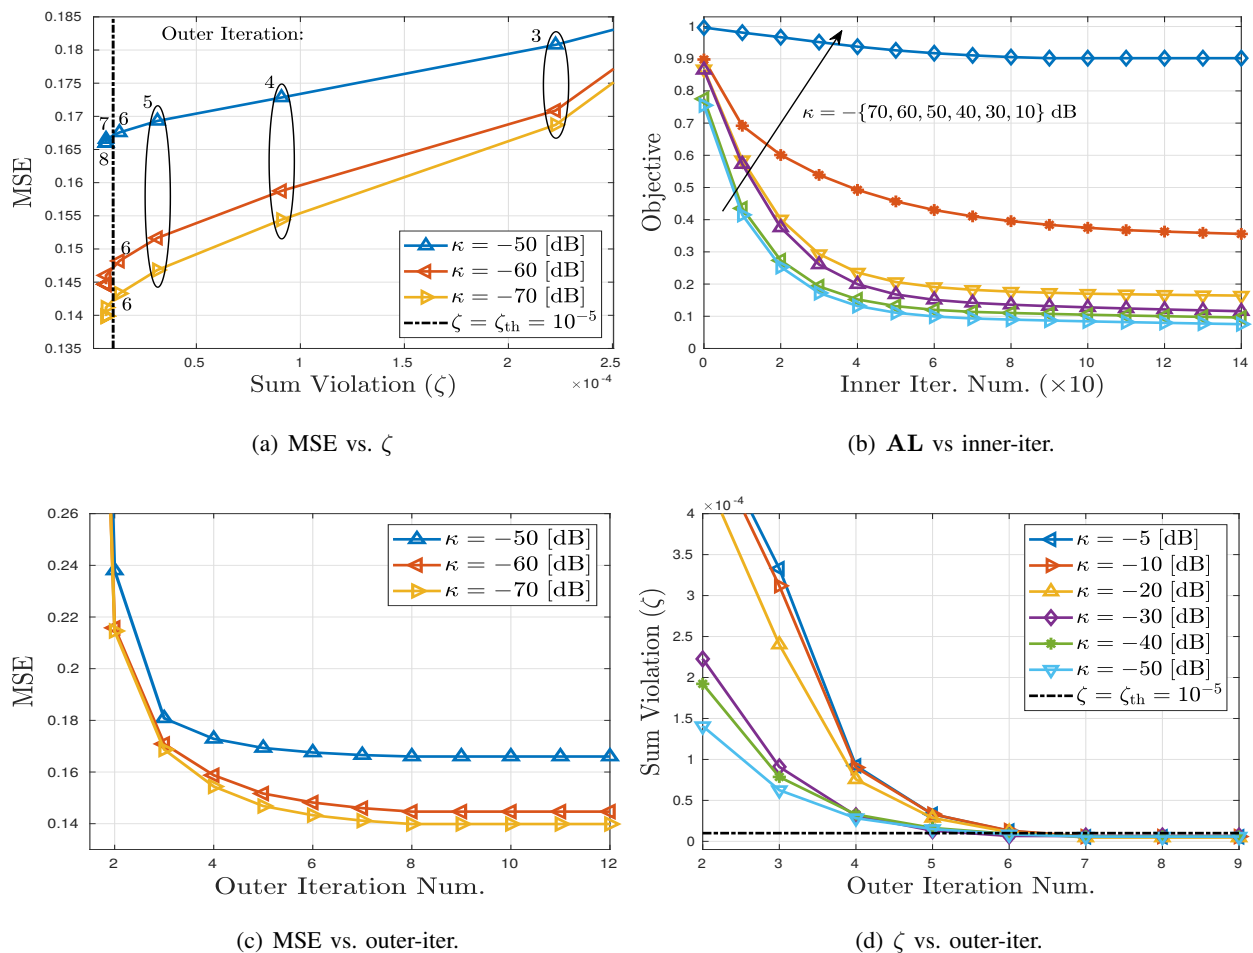 0.185
0.18
0.175
0.17
0.165
0.16
0.155
0.15
0.145
0.14
0.135
MSE
Outer Iteration:
3
4
5
7 6
8
6
6
κ = −50 [dB]
κ = −60 [dB]
κ = −70 [dB]
ζ = ζth = 10⁻⁵
0.5 1 1.5 2 2.5
×10⁻⁴
Sum Violation (ζ)
(a) MSE vs. ζ
1
0.9
0.8
0.7
0.6
0.5
0.4
0.3
0.2
0.1
0
Objective
κ = −{70, 60, 50, 40, 30, 10} dB
0 2 4 6 8 10 12 14
Inner Iter. Num. (×10)
(b) AL vs inner-iter.
0.26
0.24
0.22
0.2
0.18
0.16
0.14
MSE
κ = −50 [dB]
κ = −60 [dB]
κ = −70 [dB]
2 4 6 8 10 12
Outer Iteration Num.
(c) MSE vs. outer-iter.
×10⁻⁴
4
3.5
3
2.5
2
1.5
1
0.5
0
Sum Violation (ζ)
κ = −5 [dB]
κ = −10 [dB]
κ = −20 [dB]
κ = −30 [dB]
κ = −40 [dB]
κ = −50 [dB]
ζ = ζth = 10⁻⁵
2 3 4 5 6 7 8 9
Outer Iteration Num.
(d) ζ vs. outer-iter.